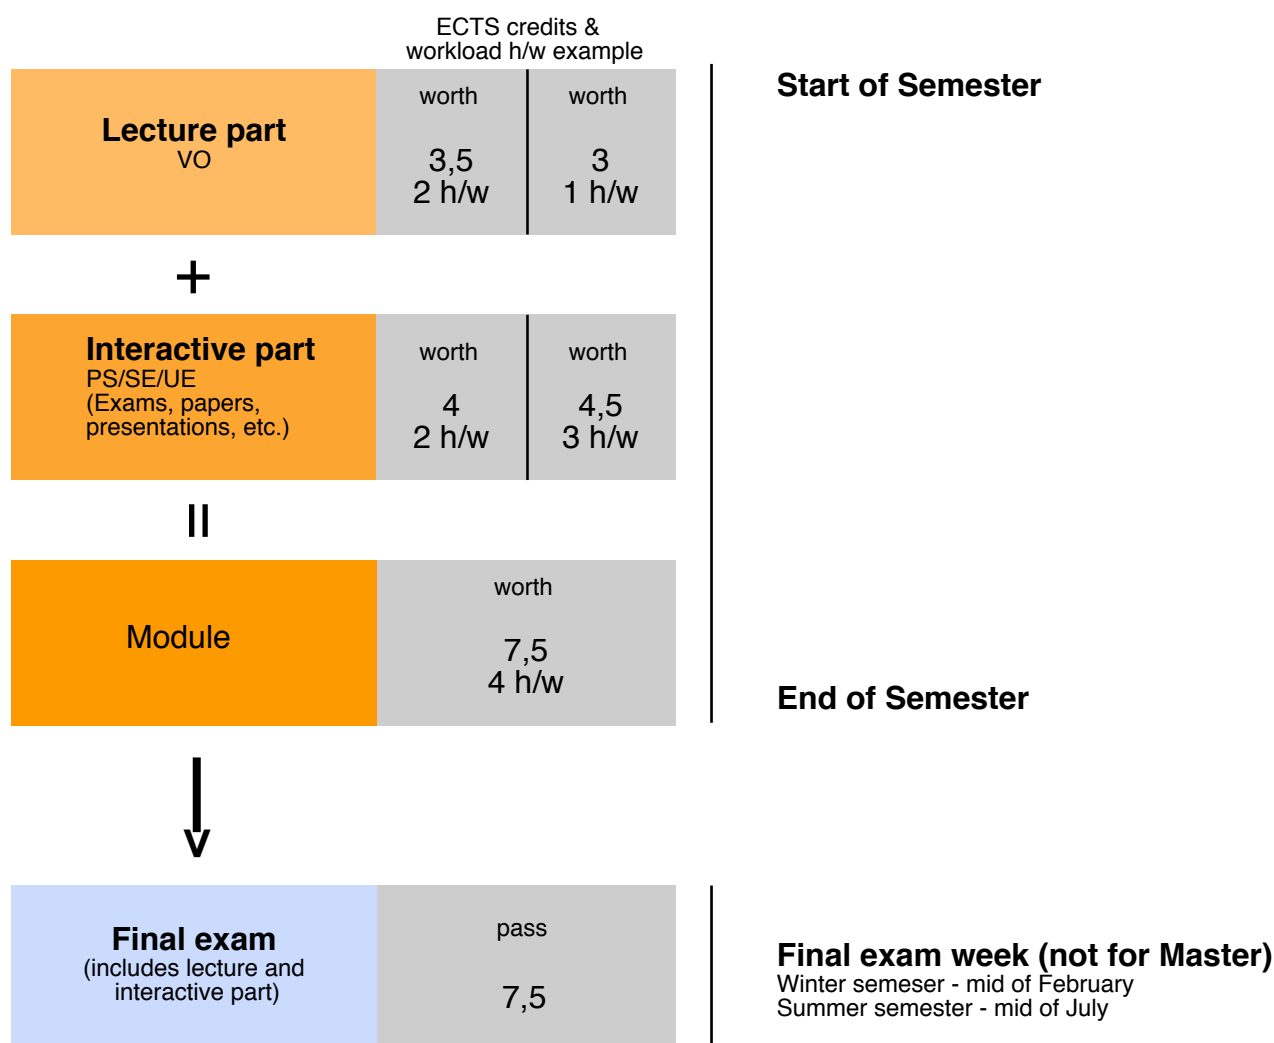 ECTS credits &
workload h/w example
Start of Semester
Lecture part
VO
worth
3,5
2 h/w
worth
3
1 h/w
+
Interactive part
PS/SE/UE
(Exams, papers,
presentations, etc.)
worth
4
2 h/w
worth
4,5
3 h/w
=
Module
worth
7,5
4 h/w
End of Semester
Final exam
(includes lecture and
interactive part)
pass
7,5
Final exam week (not for Master)
Winter semeser - mid of February
Summer semester - mid of July